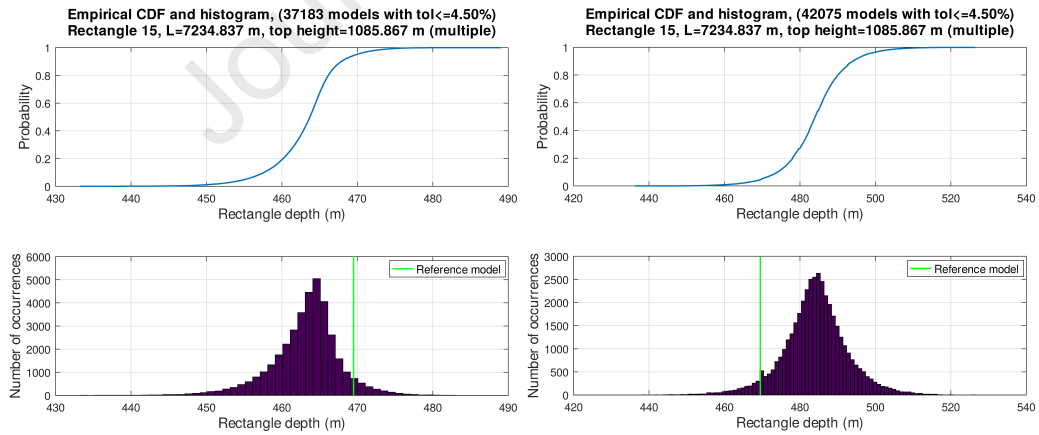 Empirical CDF and histogram, (37183 models with tol<=4.50%)
Rectangle 15, L=7234.837 m, top height=1085.867 m (multiple)
1
0.8
0.6
0.4
0.2
0
Probability
430 440 450 460 470 480 490
Rectangle depth (m)
6000
5000
4000
3000
2000
1000
0
Number of occurrences
Reference model
430 440 450 460 470 480 490
Rectangle depth (m)
Empirical CDF and histogram, (42075 models with tol<=4.50%)
Rectangle 15, L=7234.837 m, top height=1085.867 m (multiple)
1
0.8
0.6
0.4
0.2
0
Probability
420 440 460 480 500 520 540
Rectangle depth (m)
3000
2500
2000
1500
1000
500
0
Number of occurrences
Reference model
420 440 460 480 500 520 540
Rectangle depth (m)
Jou